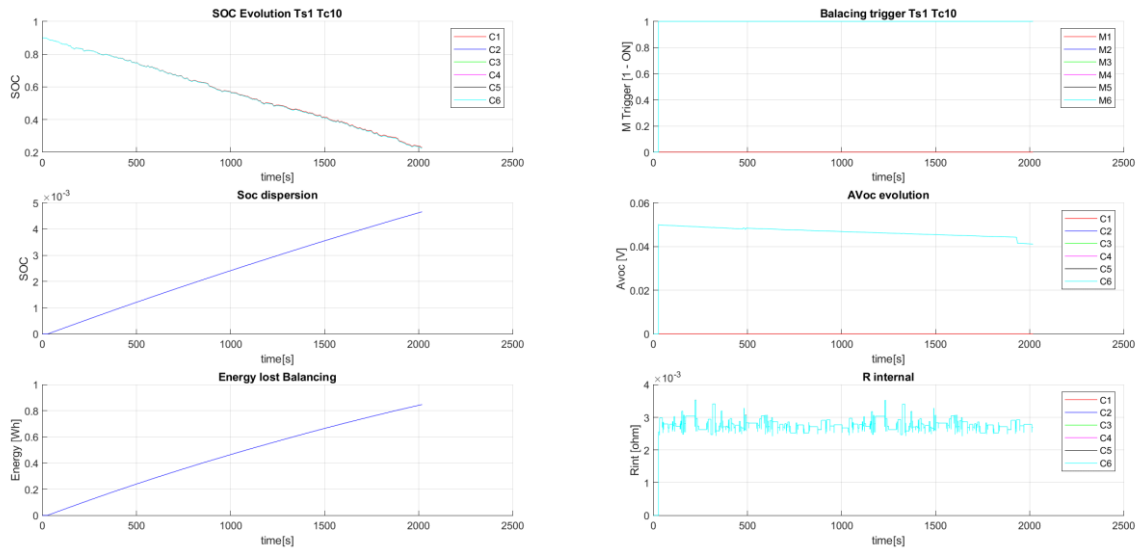 SOC Evolution Ts1 Tc10
1
0.8
0.6
0.4
0.2
SOC
0 500 1000 1500 2000 2500
time[s]
C1
C2
C3
C4
C5
C6
Balacing trigger Ts1 Tc10
1
0.8
0.6
0.4
0.2
0
M Trigger [1 - ON]
0 500 1000 1500 2000 2500
time[s]
M1
M2
M3
M4
M5
M6
Soc dispersion
×10-3
5
4
3
2
1
0
SOC
0 500 1000 1500 2000 2500
time[s]
AVoc evolution
0.06
0.04
0.02
0
Avoc [V]
0 500 1000 1500 2000 2500
time[s]
C1
C2
C3
C4
C5
C6
Energy lost Balancing
1
0.8
0.6
0.4
0.2
0
Energy [Wh]
0 500 1000 1500 2000 2500
time[s]
R internal
×10-3
4
3
2
1
0
Rint [ohm]
0 500 1000 1500 2000 2500
time[s]
C1
C2
C3
C4
C5
C6